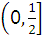 (0, 1/2]